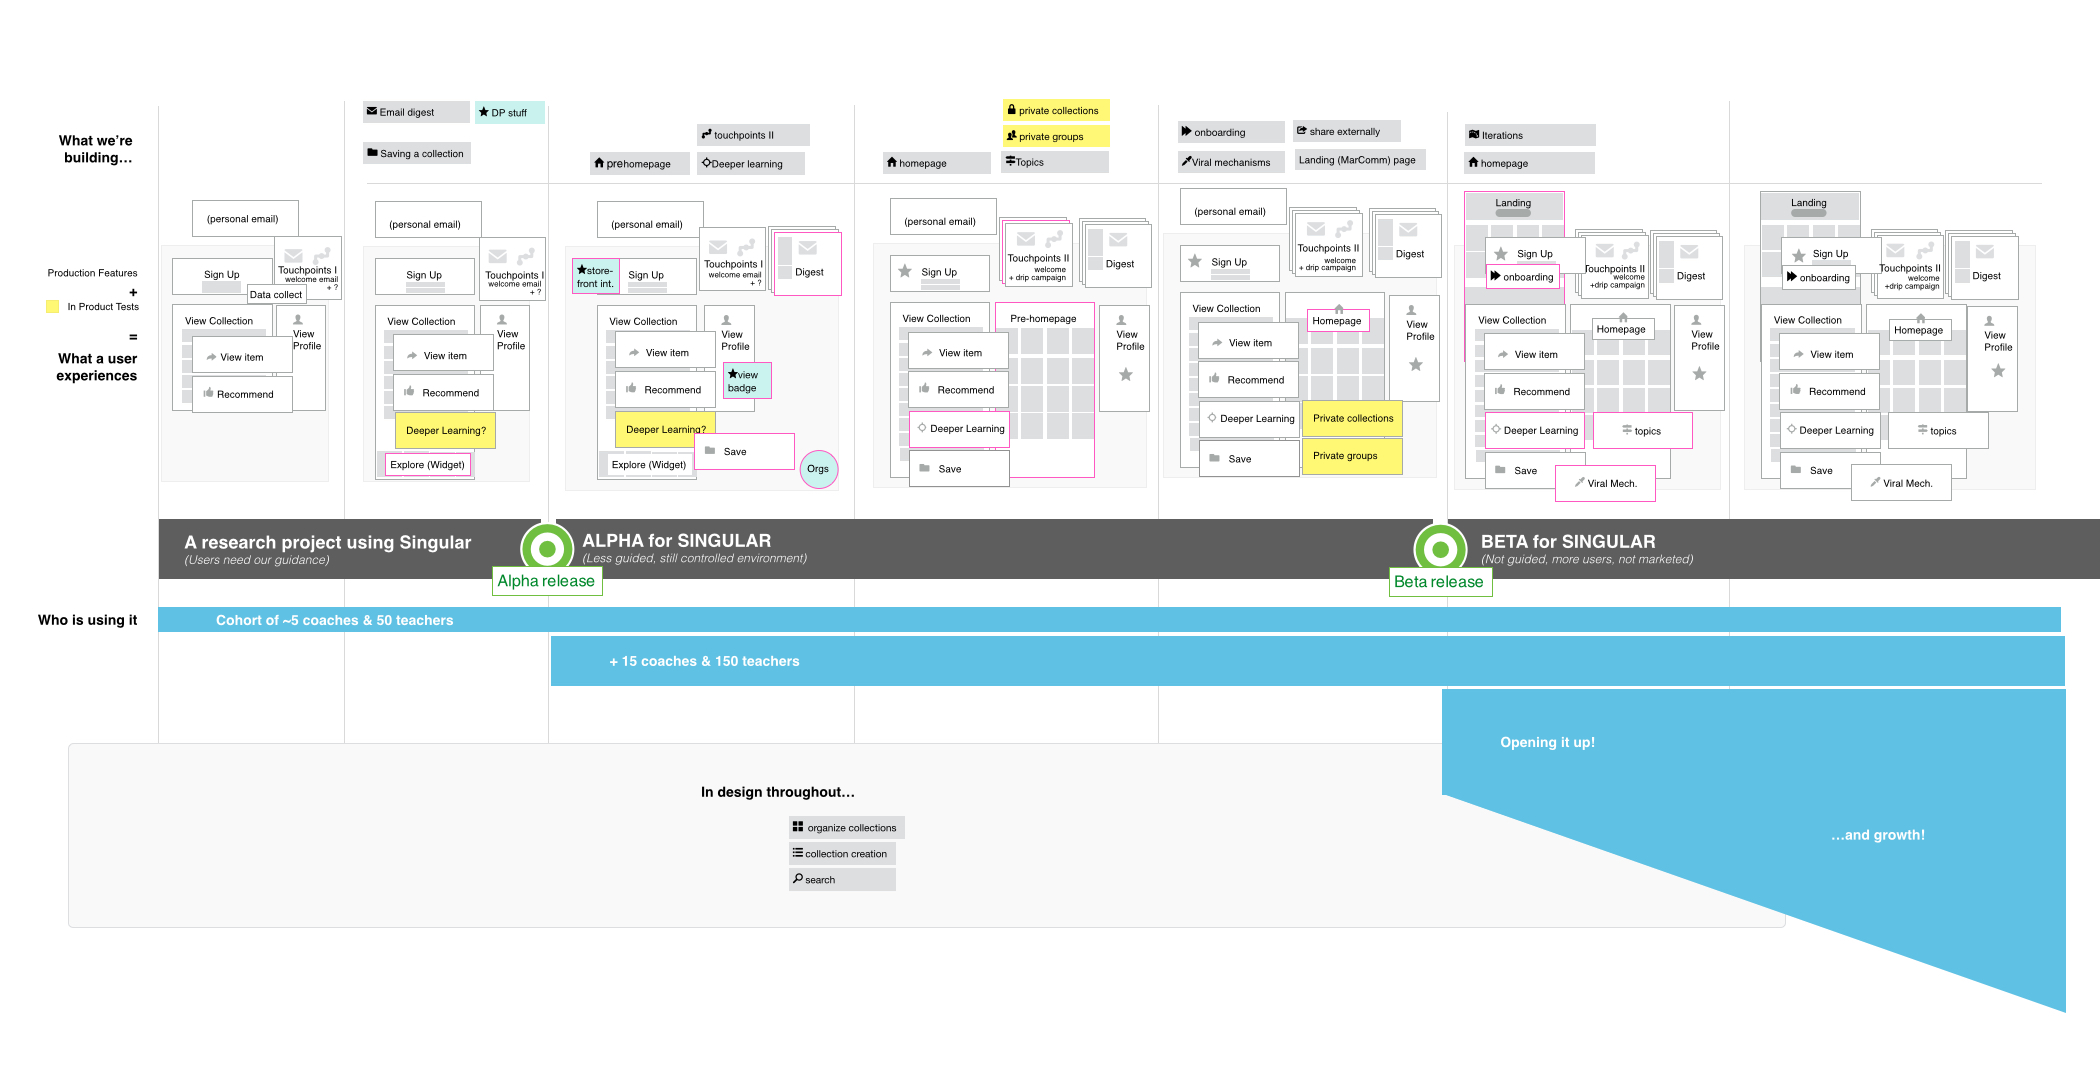 What we're
building...
Email digest
DP stuff
Saving a collection
touchpoints II
prehomepage
Deeper learning
private collections
private groups
homepage
Topics
onboarding
share externally
Viral mechanisms
Landing (MarComm) page
Iterations
homepage
Production Features
+
In Product Tests
=
What a user
experiences
(personal email)
Touchpoints I
welcome email
+ ?
Sign Up
Data collect
View Collection
View
Profile
View item
Recommend
(personal email)
Touchpoints I
welcome email
+ ?
Sign Up
View Collection
View
Profile
View item
Recommend
Deeper Learning?
Explore (Widget)
(personal email)
Touchpoints I
welcome email
+ ?
Digest
store-
front int.
Sign Up
View Collection
View
Profile
View item
view
badge
Recommend
Deeper Learning?
Save
Explore (Widget)
Orgs
(personal email)
Touchpoints II
welcome
+ drip campaign
Digest
Sign Up
View Collection
Pre-homepage
View
Profile
View item
Recommend
Deeper Learning
Save
(personal email)
Touchpoints II
welcome
+ drip campaign
Digest
Sign Up
View Collection
Homepage
View
Profile
View item
Recommend
Deeper Learning
Private collections
Save
Private groups
Landing
Sign Up
onboarding
Touchpoints II
welcome
+drip campaign
Digest
View Collection
Homepage
View
Profile
View item
Recommend
Deeper Learning
topics
Save
Viral Mech.
Landing
Sign Up
onboarding
Touchpoints II
welcome
+drip campaign
Digest
View Collection
Homepage
View
Profile
View item
Recommend
Deeper Learning
topics
Save
Viral Mech.
A research project using Singular
(Users need our guidance)
Alpha release
ALPHA for SINGULAR
(Less guided, still controlled environment)
Beta release
BETA for SINGULAR
(Not guided, more users, not marketed)
Who is using it
Cohort of ~5 coaches & 50 teachers
+ 15 coaches & 150 teachers
Opening it up!
...and growth!
In design throughout...
organize collections
collection creation
search